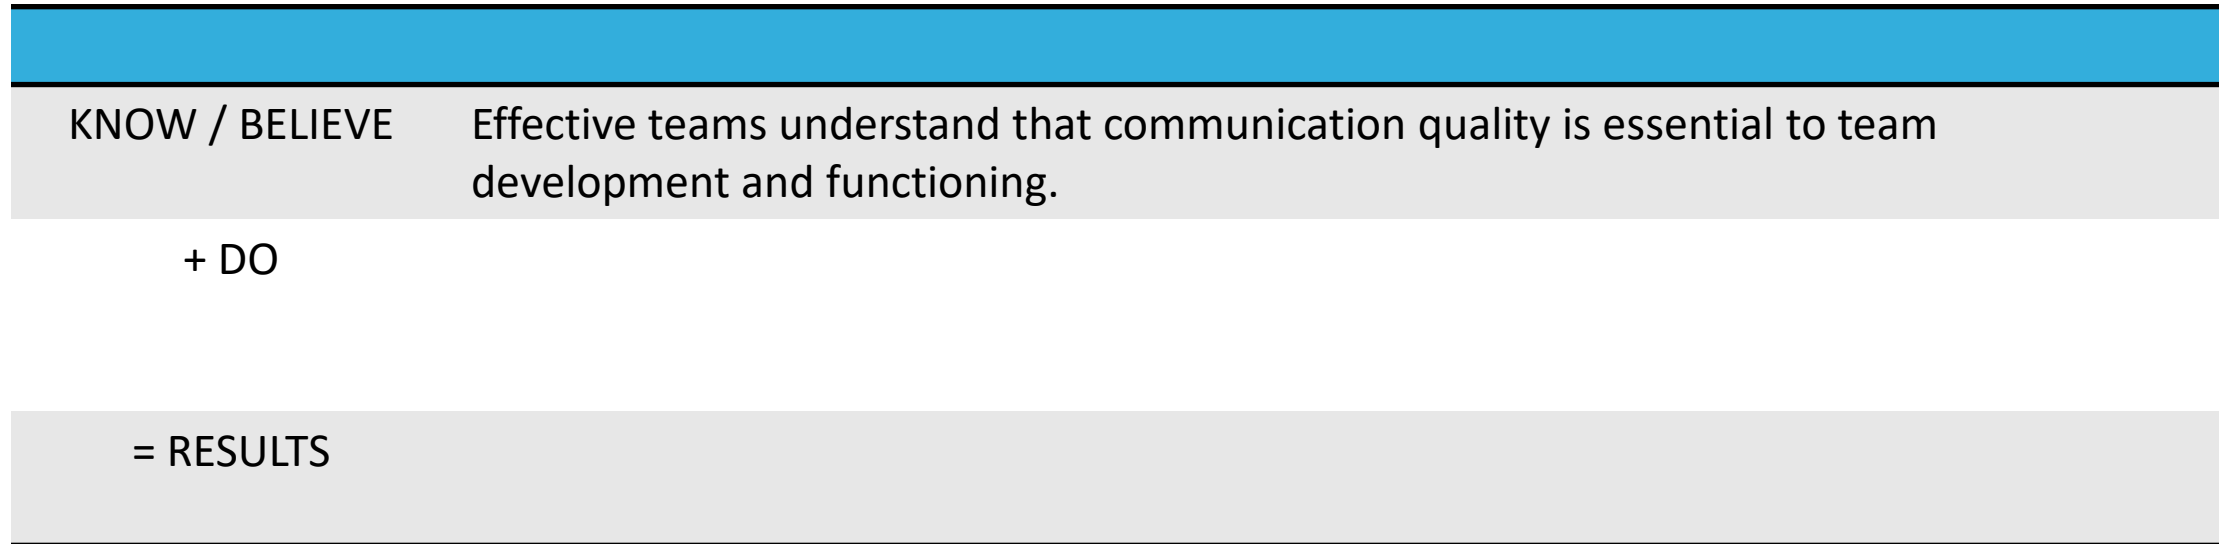 KNOW / BELIEVE
Effective teams understand that communication quality is essential to team
development and functioning.
+ DO
= RESULTS